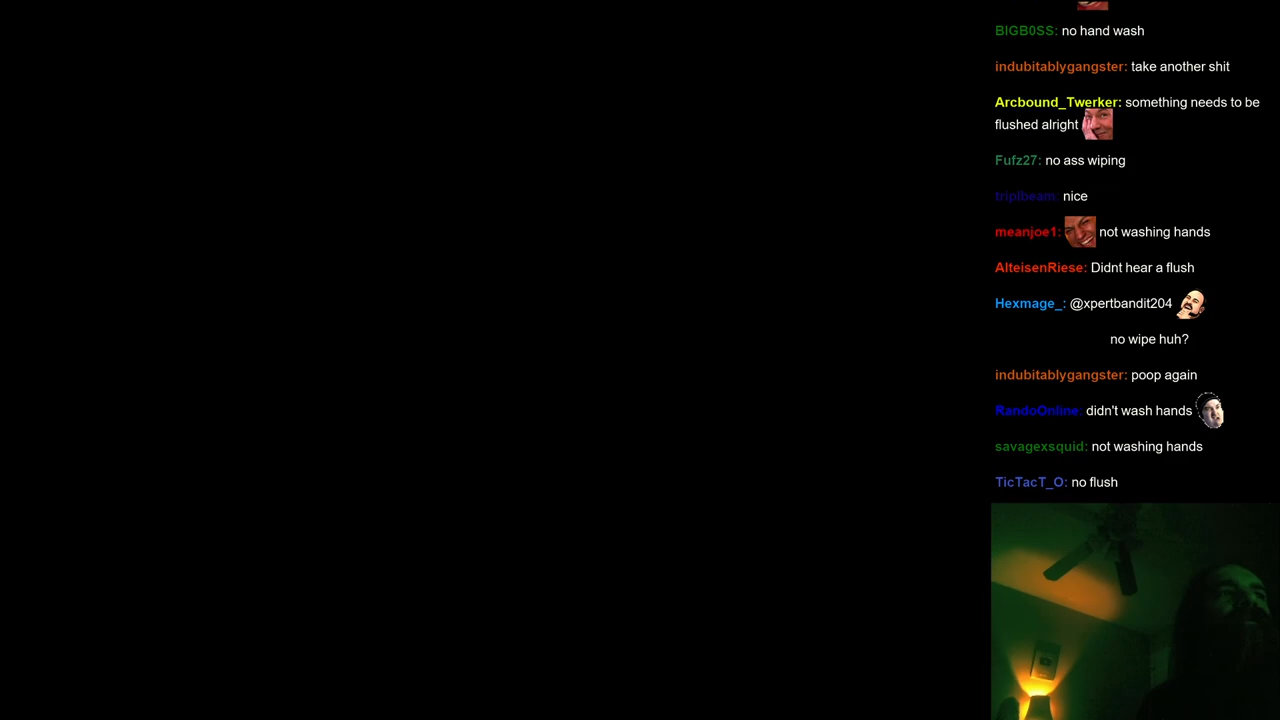 BIGB0SS: no hand wash
indubitablygangster: take another shit
Arcbound_Twerker: something needs to be
flushed alright
Fufz27: no ass wiping
triplbeam: nice
meanjoe1: not washing hands
AlteisenRiese: Didnt hear a flush
Hexmage_: @xpertbandit204
no wipe huh?
indubitablygangster: poop again
RandoOnline: didn't wash hands
savagexsquid: not washing hands
TicTacT_O: no flush